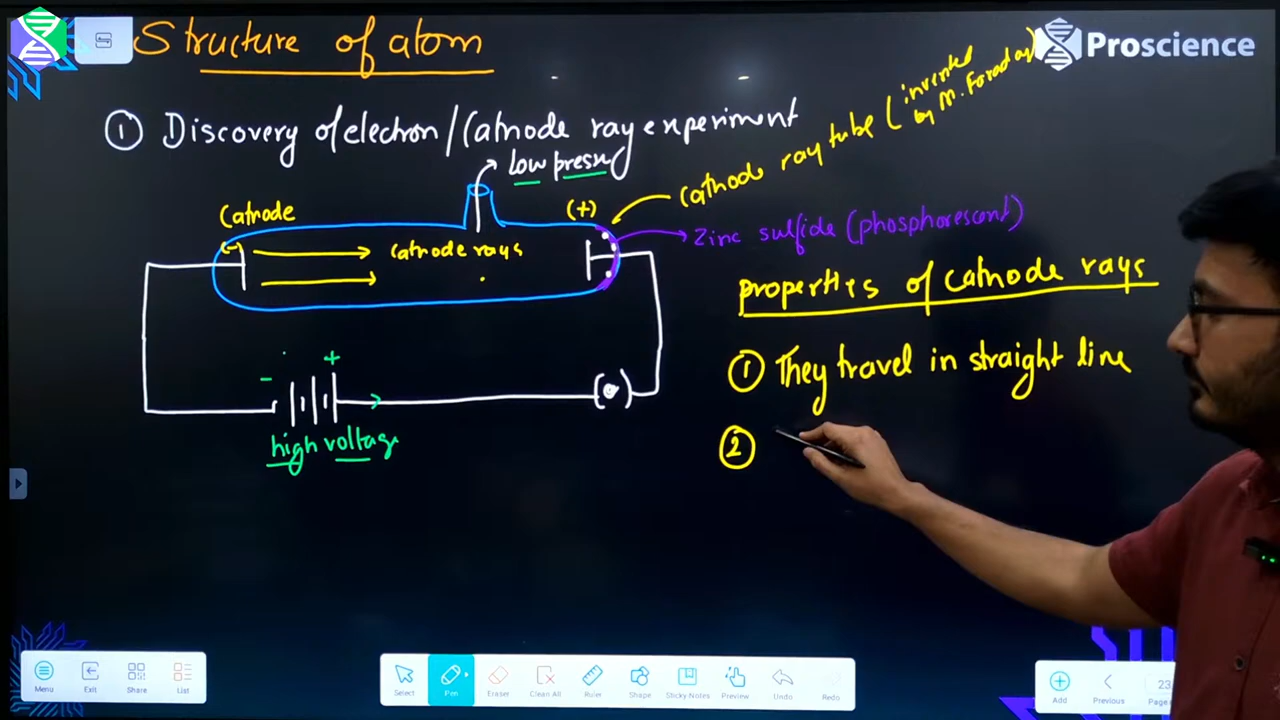 Structure of atom
Proscience
① Discovery of electron / Cathode ray experiment
low presr
cathode ray tube (invented
by M. Faraday)
Cathode
(+)
Zinc sulfide (phosphorescent)
(-)
cathode rays
properties of cathode rays
① They travel in straight line
- +
high voltage
②
Menu Exit Share List
Select Pen Eraser Clean All Ruler Shape Sticky Notes Preview Undo Redo
Add Previous Page
23